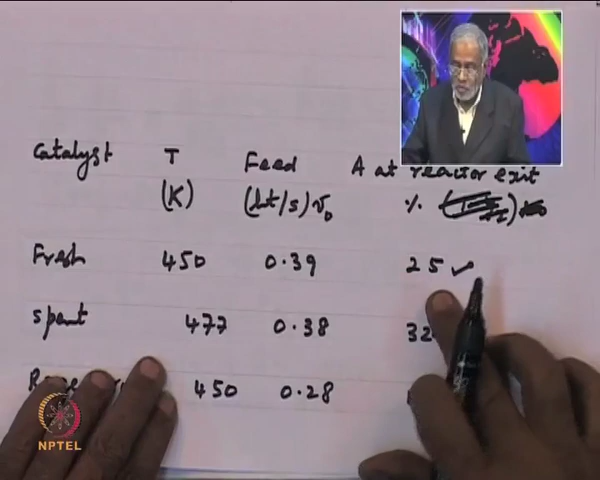 Catalyst T Feed A at reactor exit
(K) (lit/s) v₀ %
Fresh 450 0.39 25 ✓
Spent 477 0.38 32
450 0.28
NPTEL